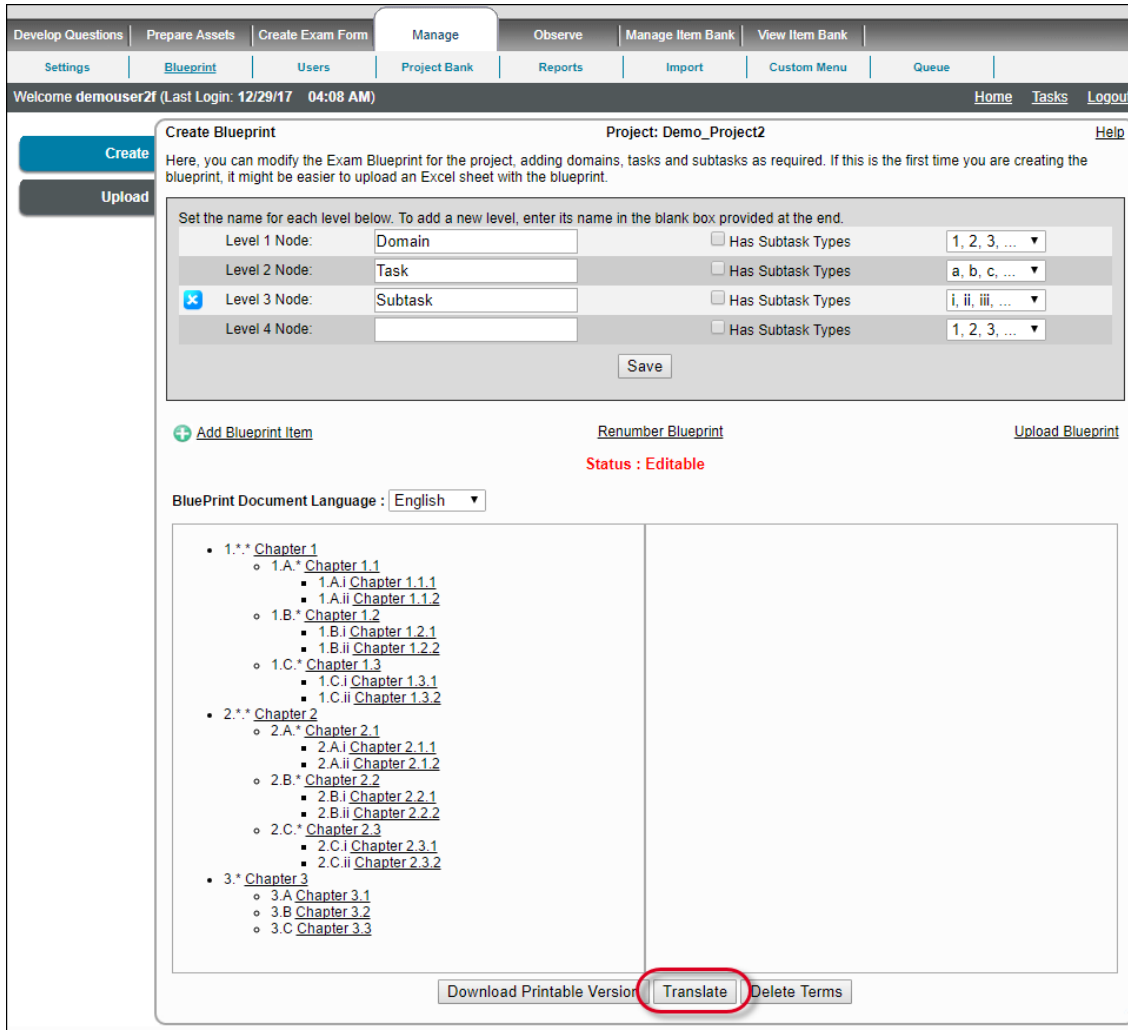 Develop Questions Prepare Assets Create Exam Form Manage Observe Manage Item Bank View Item Bank
Settings Blueprint Users Project Bank Reports Import Custom Menu Queue
Welcome demouser2f (Last Login: 12/29/17 04:08 AM) Home Tasks Logout
Create
Upload
Create Blueprint Project: Demo_Project2 Help
Here, you can modify the Exam Blueprint for the project, adding domains, tasks and subtasks as required. If this is the first time you are creating the
blueprint, it might be easier to upload an Excel sheet with the blueprint.
Set the name for each level below. To add a new level, enter its name in the blank box provided at the end.
Level 1 Node: Domain Has Subtask Types 1, 2, 3, ...
Level 2 Node: Task Has Subtask Types a, b, c, ...
Level 3 Node: Subtask Has Subtask Types i, ii, iii, ...
Level 4 Node: Has Subtask Types 1, 2, 3, ...
Save
Add Blueprint Item Renumber Blueprint Upload Blueprint
Status : Editable
BluePrint Document Language : English
1.*.* Chapter 1
1.A.* Chapter 1.1
1.A.i Chapter 1.1.1
1.A.ii Chapter 1.1.2
1.B.* Chapter 1.2
1.B.i Chapter 1.2.1
1.B.ii Chapter 1.2.2
1.C.* Chapter 1.3
1.C.i Chapter 1.3.1
1.C.ii Chapter 1.3.2
2.*.* Chapter 2
2.A.* Chapter 2.1
2.A.i Chapter 2.1.1
2.A.ii Chapter 2.1.2
2.B.* Chapter 2.2
2.B.i Chapter 2.2.1
2.B.ii Chapter 2.2.2
2.C.* Chapter 2.3
2.C.i Chapter 2.3.1
2.C.ii Chapter 2.3.2
3.* Chapter 3
3.A Chapter 3.1
3.B Chapter 3.2
3.C Chapter 3.3
Download Printable Version Translate Delete Terms